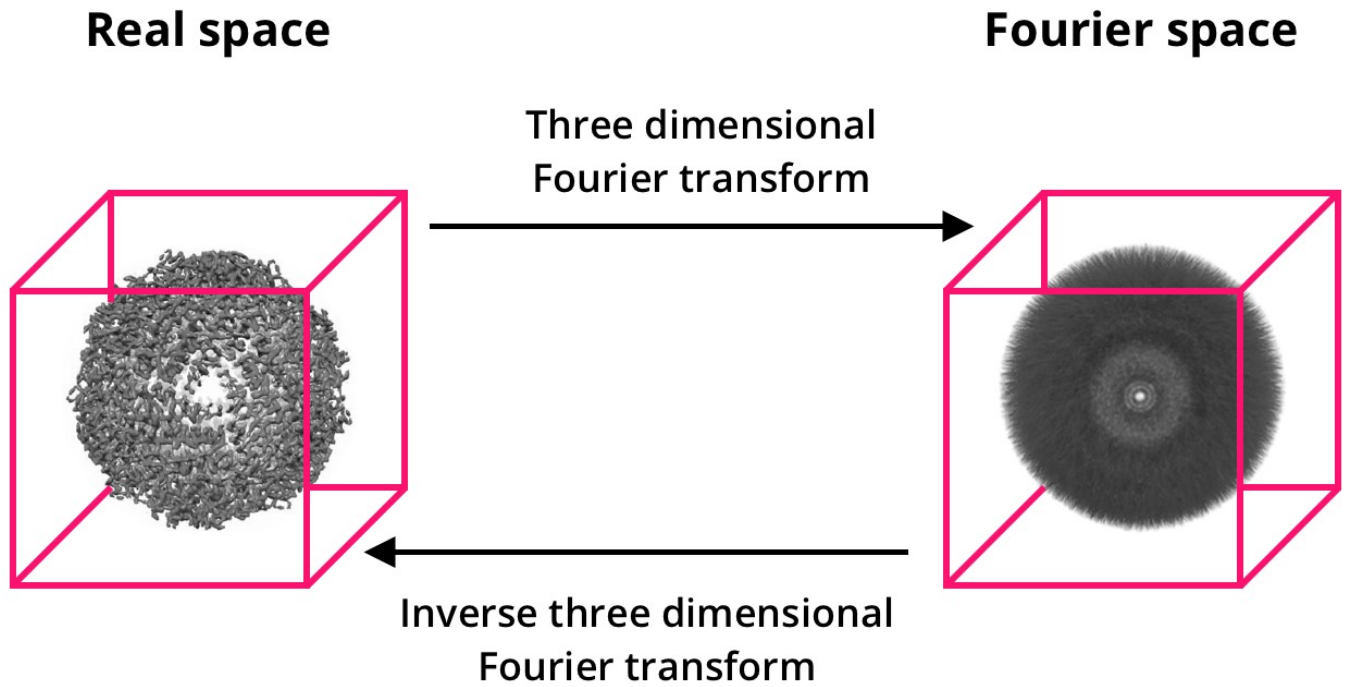 Real space
Fourier space
Three dimensional
Fourier transform
Inverse three dimensional
Fourier transform